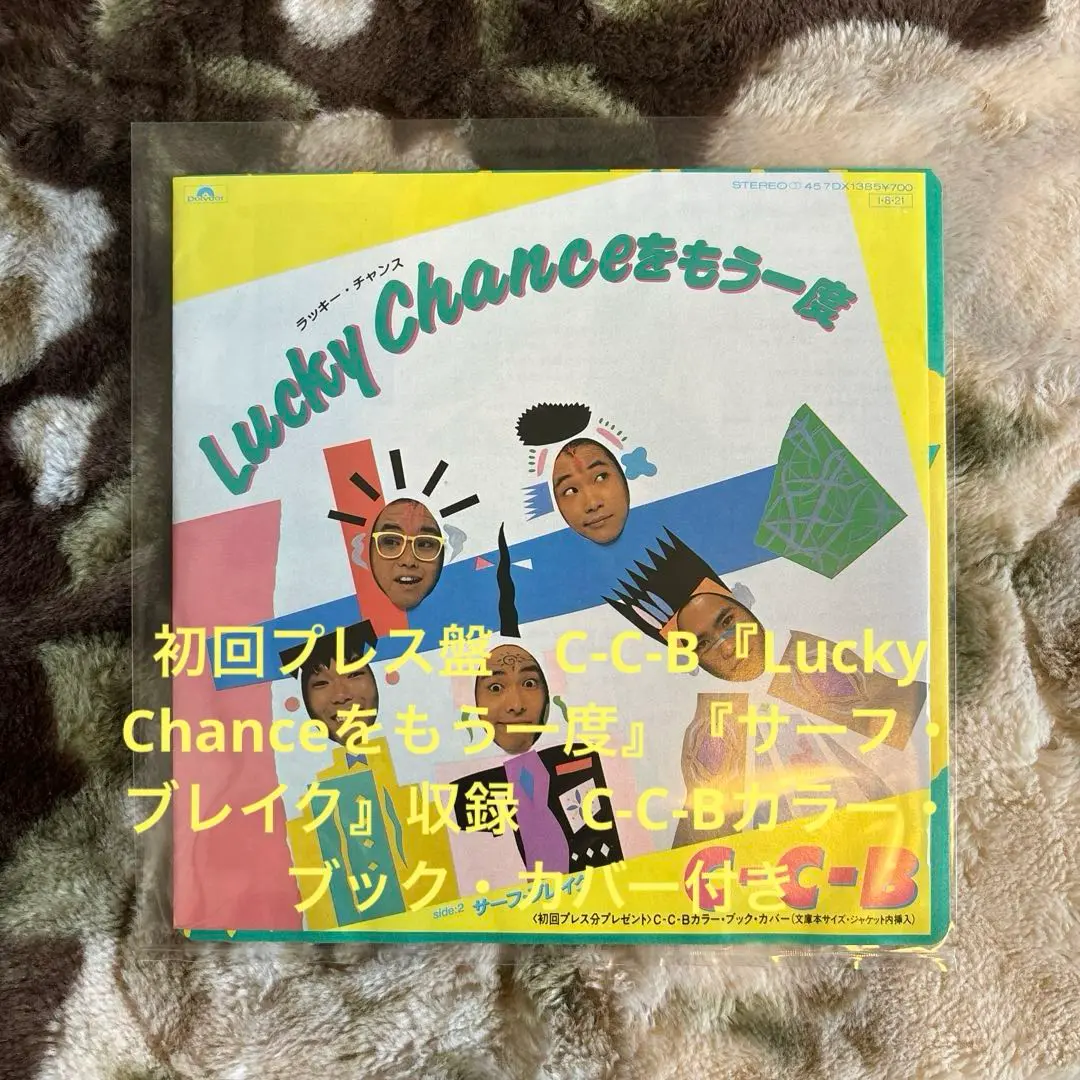 polydor
STEREO 45 7DX1385 ¥700
1・8・21
ラッキー・チャンス
Lucky Chanceをもう一度
初回プレス盤　C-C-B『Lucky
Chanceをもう一度』『サーフ・
ブレイク』収録　C-C-Bカラー・
ブック・カバー付き
C-C-B
side:2 サーフ・ブレイク
〈初回プレス分プレゼント〉C-C-Bカラー・ブック・カバー(文庫本サイズ・ジャケット内挿入)